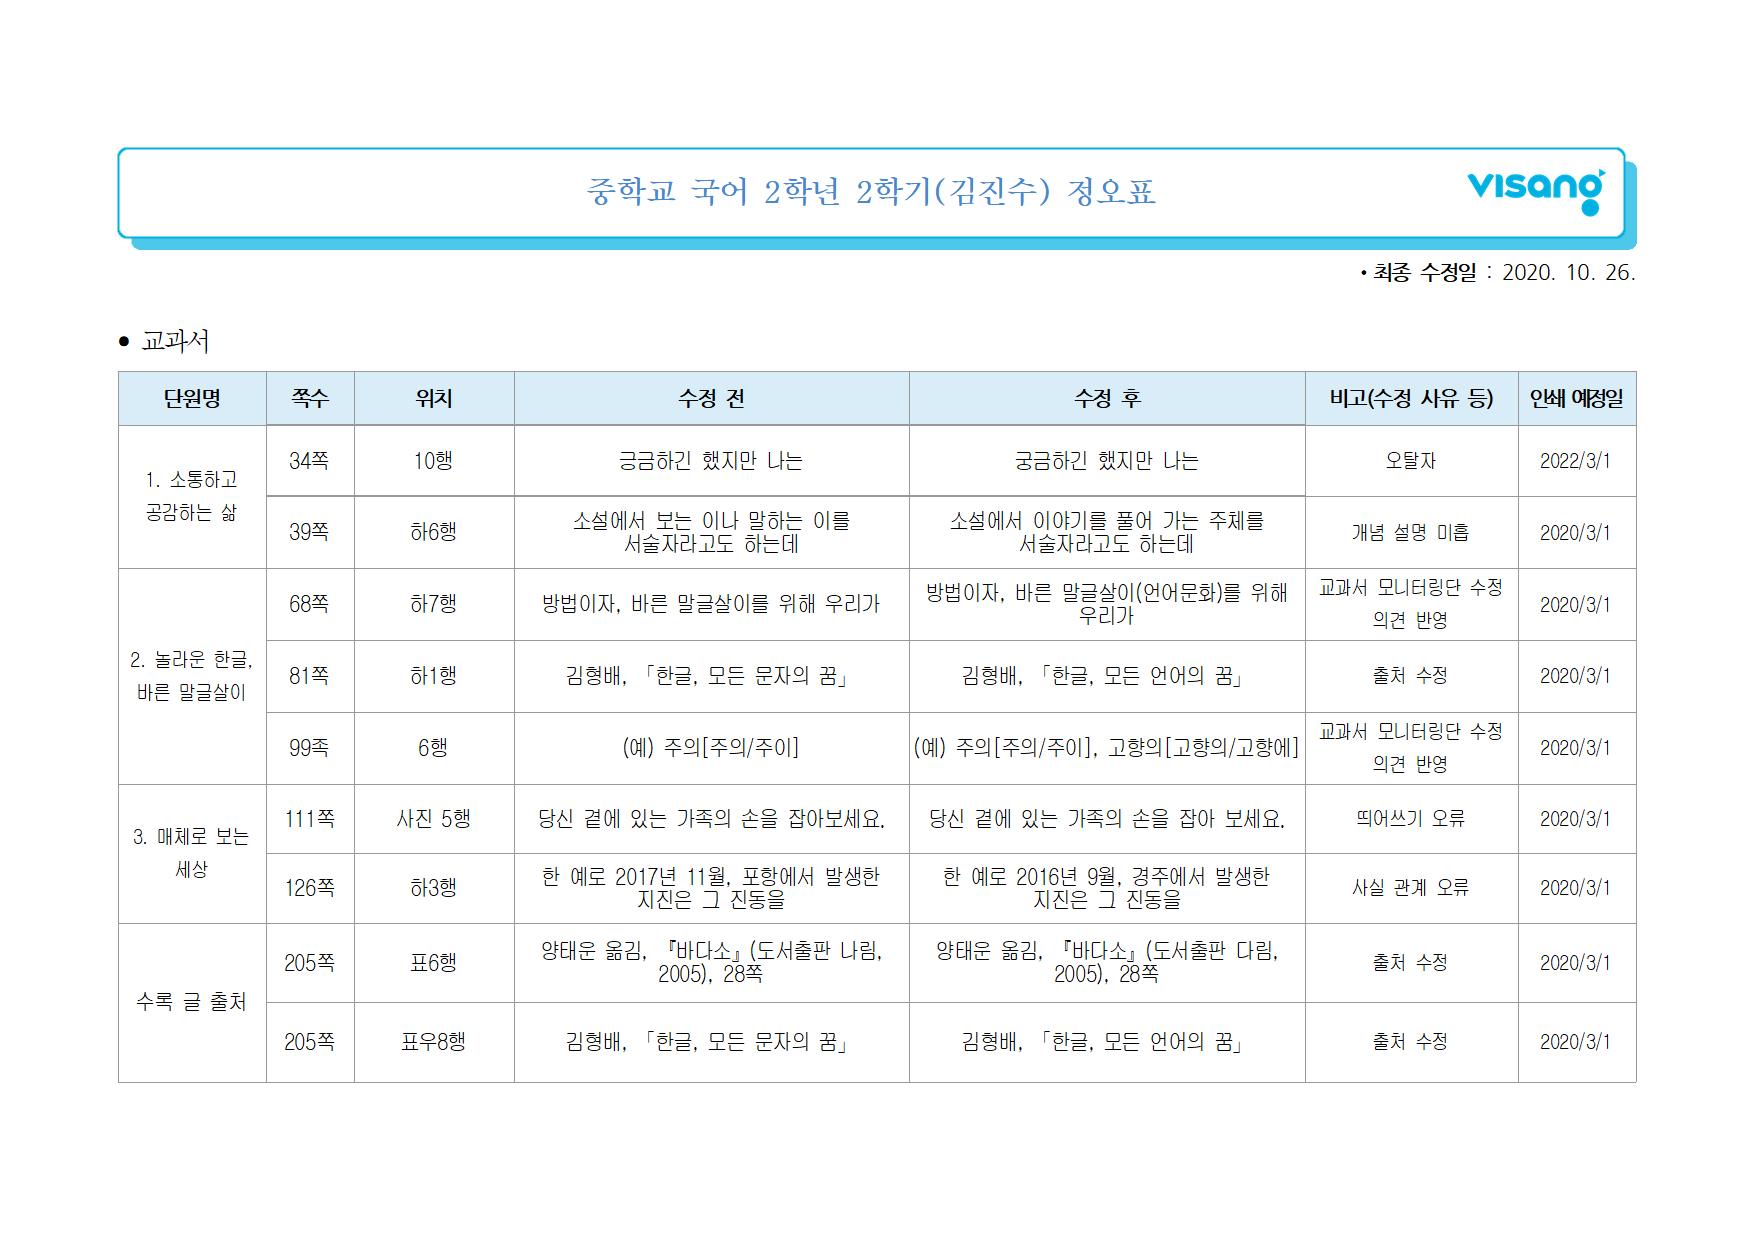 중학교 국어 2학년 2학기(김진수) 정오표
visang
• 최종 수정일 : 2020. 10. 26.
● 교과서
단원명 쪽수 위치 수정 전 수정 후 비고(수정 사유 등) 인쇄 예정일
1. 소통하고
공감하는 삶
34쪽 10행 긍금하긴 했지만 나는 궁금하긴 했지만 나는 오탈자 2022/3/1
39쪽 하6행
소설에서 보는 이나 말하는 이를
서술자라고도 하는데
소설에서 이야기를 풀어 가는 주체를
서술자라고도 하는데
개념 설명 미흡 2020/3/1
2. 놀라운 한글,
바른 말글살이
68쪽 하7행 방법이자, 바른 말글살이를 위해 우리가
방법이자, 바른 말글살이(언어문화)를 위해
우리가
교과서 모니터링단 수정
의견 반영
2020/3/1
81쪽 하1행 김형배, 「한글, 모든 문자의 꿈」 김형배, 「한글, 모든 언어의 꿈」 출처 수정 2020/3/1
99족 6행 (예) 주의[주의/주이] (예) 주의[주의/주이], 고향의[고향의/고향에]
교과서 모니터링단 수정
의견 반영
2020/3/1
3. 매체로 보는
세상
111쪽 사진 5행 당신 곁에 있는 가족의 손을 잡아보세요. 당신 곁에 있는 가족의 손을 잡아 보세요. 띄어쓰기 오류 2020/3/1
126쪽 하3행
한 예로 2017년 11월, 포항에서 발생한
지진은 그 진동을
한 예로 2016년 9월, 경주에서 발생한
지진은 그 진동을
사실 관계 오류 2020/3/1
수록 글 출처
205쪽 표6행
양태운 옮김, 『바다소』(도서출판 나림,
2005), 28쪽
양태운 옮김, 『바다소』(도서출판 다림,
2005), 28쪽
출처 수정 2020/3/1
205쪽 표우8행 김형배, 「한글, 모든 문자의 꿈」 김형배, 「한글, 모든 언어의 꿈」 출처 수정 2020/3/1